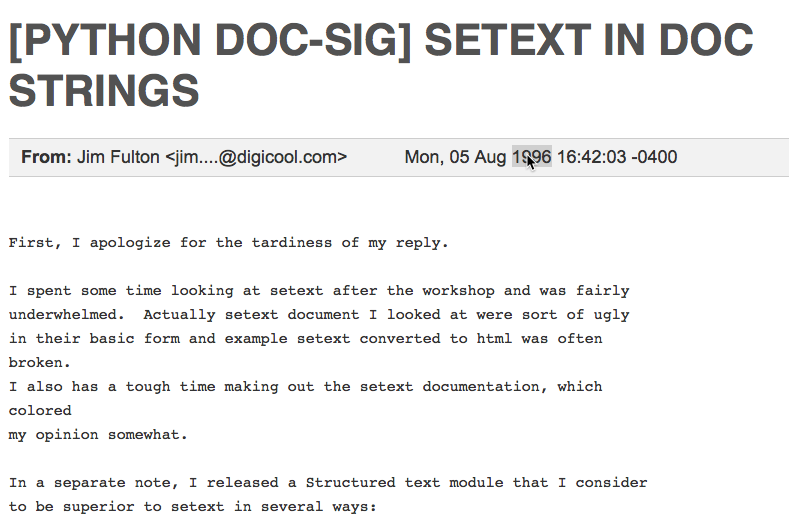 [PYTHON DOC-SIG] SETEXT IN DOC
STRINGS
From: Jim Fulton <jim....@digicool.com> Mon, 05 Aug 1996 16:42:03 -0400
First, I apologize for the tardiness of my reply.
I spent some time looking at setext after the workshop and was fairly
underwhelmed.  Actually setext document I looked at were sort of ugly
in their basic form and example setext converted to html was often
broken.
I also has a tough time making out the setext documentation, which
colored
my opinion somewhat.
In a separate note, I released a Structured text module that I consider
to be superior to setext in several ways: